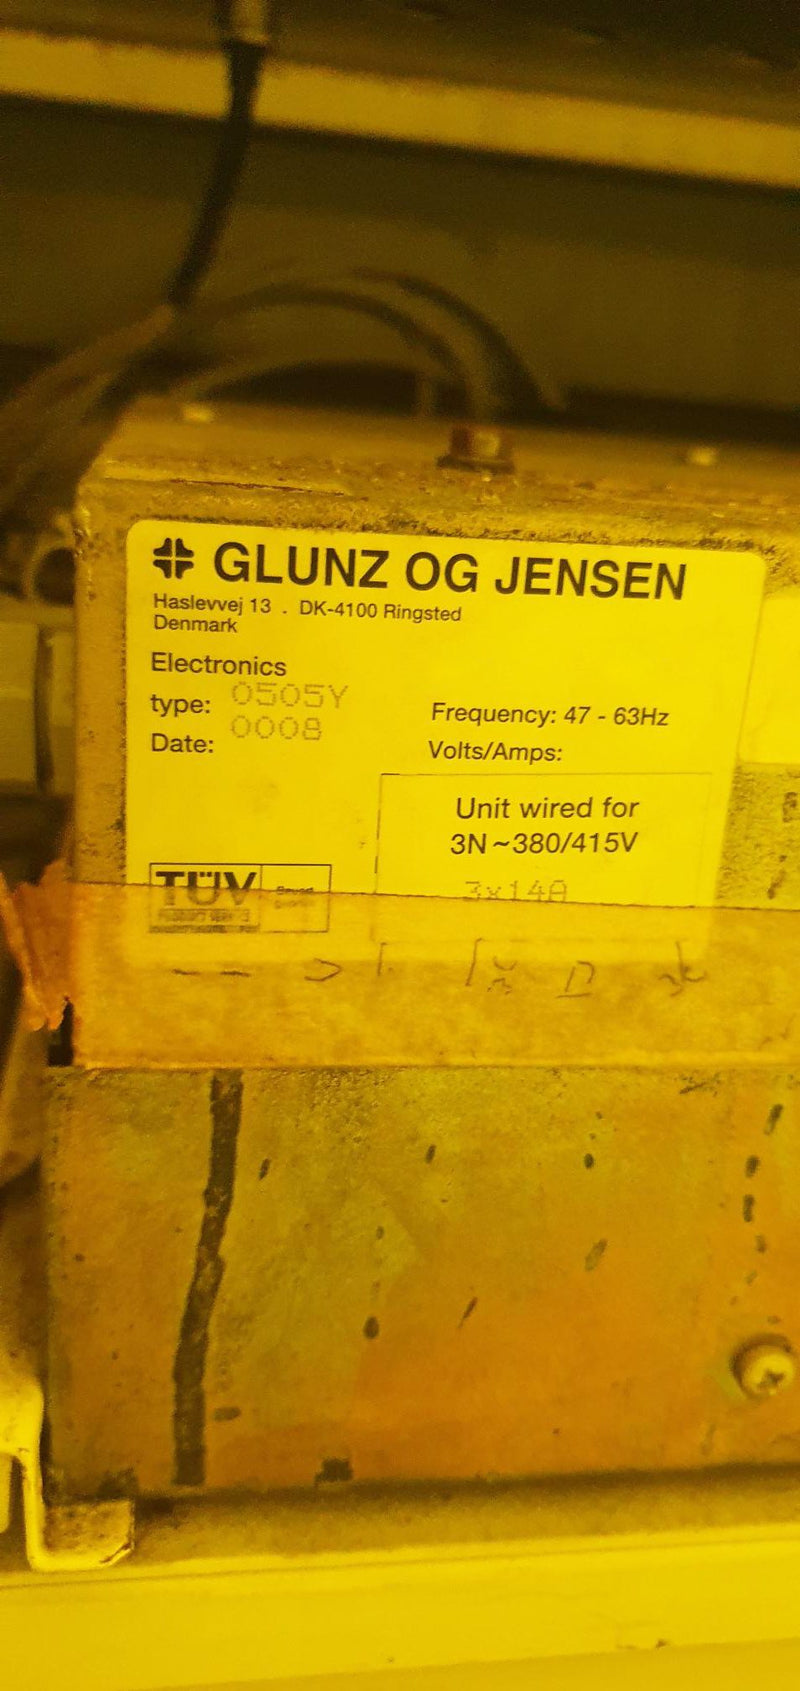 GLUNZ OG JENSEN
Haslevvej 13 . DK-4100 Ringsted
Denmark
Electronics
type: 0505Y
Date: 0008
Frequency: 47 - 63Hz
Volts/Amps:
Unit wired for
3N~380/415V
3x14A
TÜV